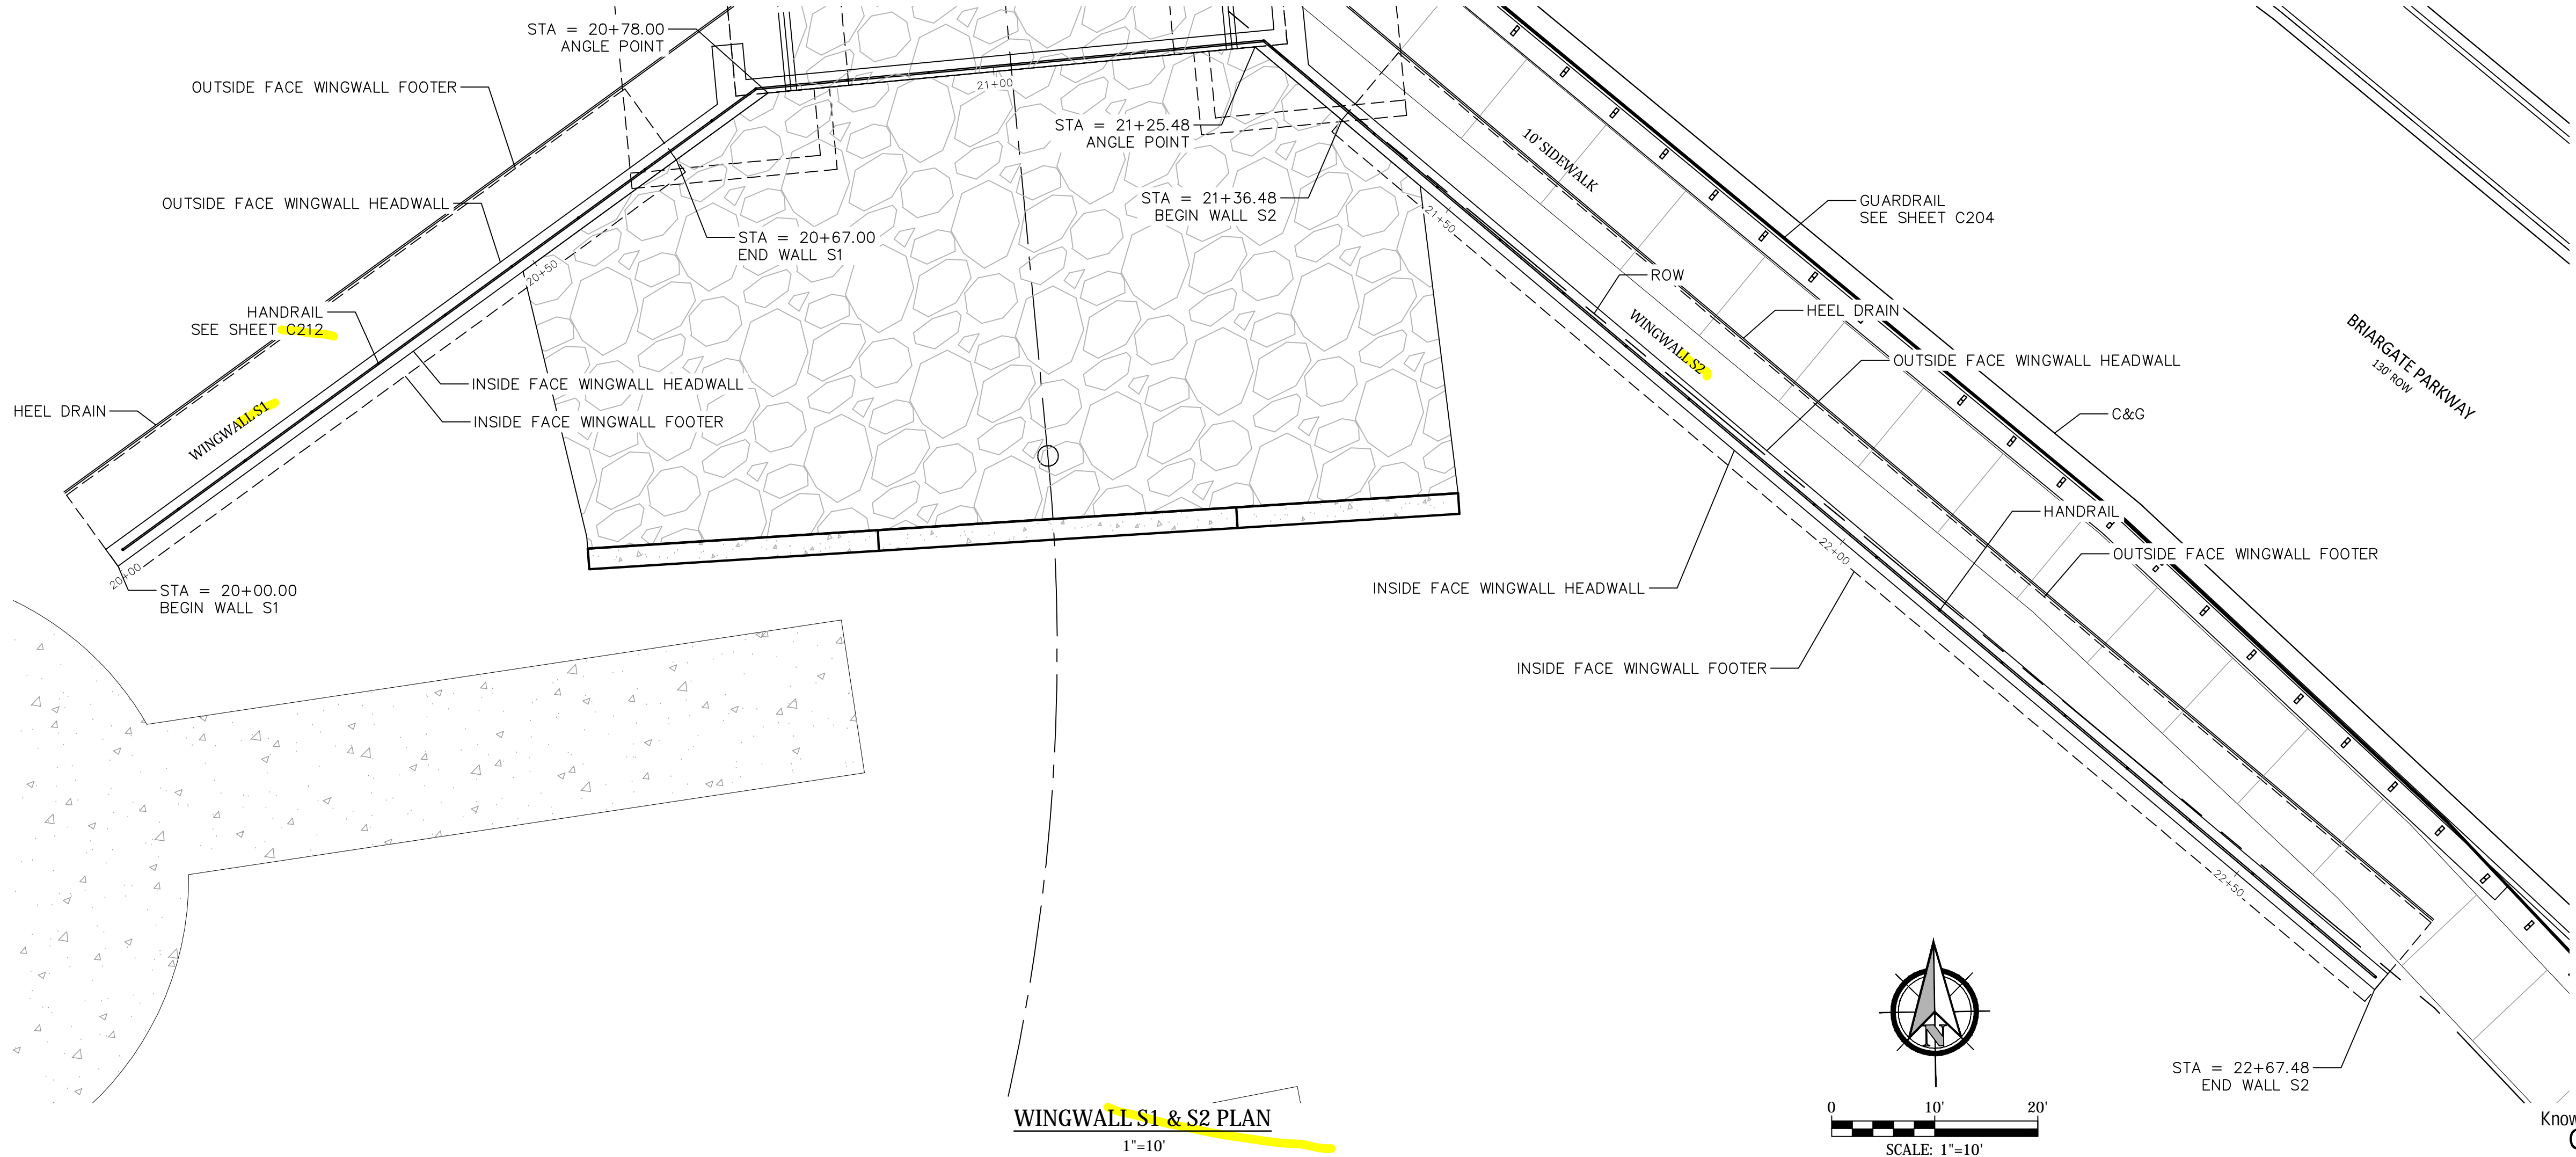 STA = 20+78.00
ANGLE POINT
OUTSIDE FACE WINGWALL FOOTER
21+00
STA = 21+25.48
ANGLE POINT
10' SIDEWALK
OUTSIDE FACE WINGWALL HEADWALL
STA = 21+36.48
BEGIN WALL S2
GUARDRAIL
SEE SHEET C204
21+50
STA = 20+67.00
END WALL S1
20+50
ROW
HANDRAIL
SEE SHEET C212
HEEL DRAIN
WINGWALL S2
BRIARGATE PARKWAY
130' ROW
OUTSIDE FACE WINGWALL HEADWALL
INSIDE FACE WINGWALL HEADWALL
HEEL DRAIN
WINGWALL S1
INSIDE FACE WINGWALL FOOTER
C&G
HANDRAIL
22+00
OUTSIDE FACE WINGWALL FOOTER
20+00
STA = 20+00.00
BEGIN WALL S1
INSIDE FACE WINGWALL HEADWALL
INSIDE FACE WINGWALL FOOTER
22+50
N
STA = 22+67.48
END WALL S2
WINGWALL S1 & S2 PLAN
1"=10'
0 10' 20'
SCALE: 1"=10'
Know